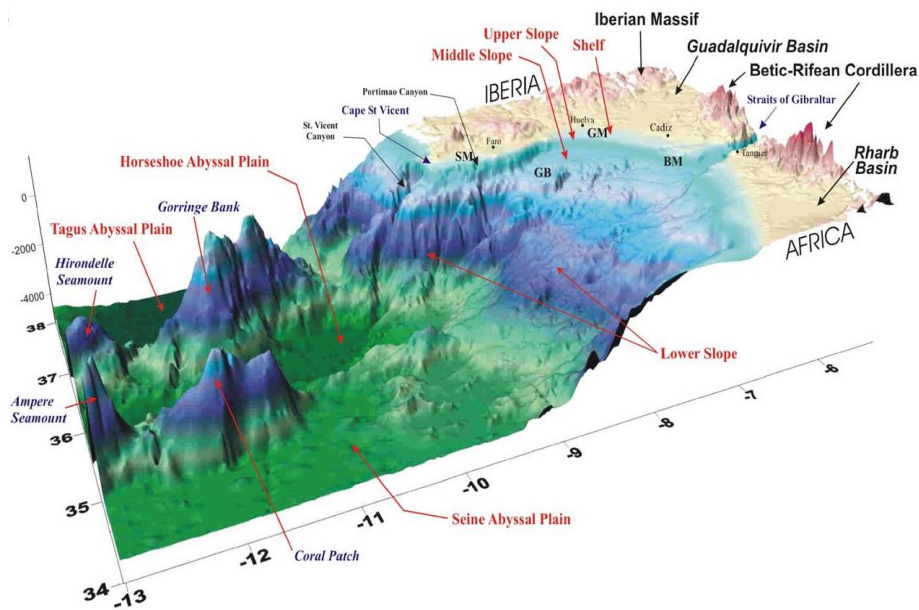 Iberian Massif
Upper Slope
Shelf
Guadalquivir Basin
Middle Slope
Betic-Rifean Cordillera
IBERIA
Portimao Canyon
Straits of Gibraltar
Cape St Vicent
Huelva
GM
Cadiz
St. Vicent
Canyon
Faro
SM
Tanguer
BM
Rharb
Basin
GB
Horseshoe Abyssal Plain
0
Gorringe Bank
AFRICA
Tagus Abyssal Plain
-2000
Hirondelle
Seamount
-4000
38
Lower Slope
-6
37
-7
Ampere
Seamount
-8
36
-9
-10
35
-11
Seine Abyssal Plain
-12
Coral Patch
34
-13